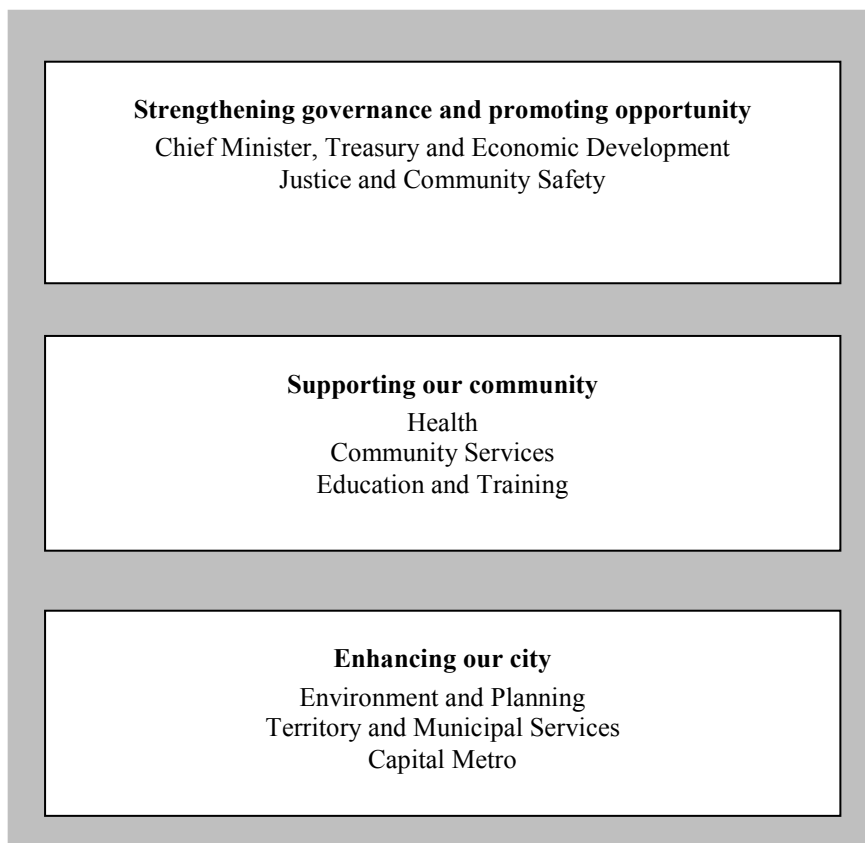 Strengthening governance and promoting opportunity
Chief Minister, Treasury and Economic Development
Justice and Community Safety
Supporting our community
Health
Community Services
Education and Training
Enhancing our city
Environment and Planning
Territory and Municipal Services
Capital Metro